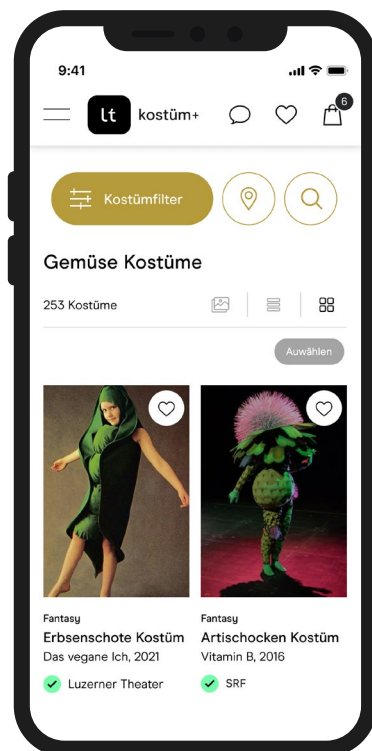 9:41
lt kostüm+
6
Kostümfilter
Gemüse Kostüme
253 Kostüme
Auwählen
Fantasy
Erbsenschote Kostüm
Das vegane Ich, 2021
Luzerner Theater
Fantasy
Artischocken Kostüm
Vitamin B, 2016
SRF